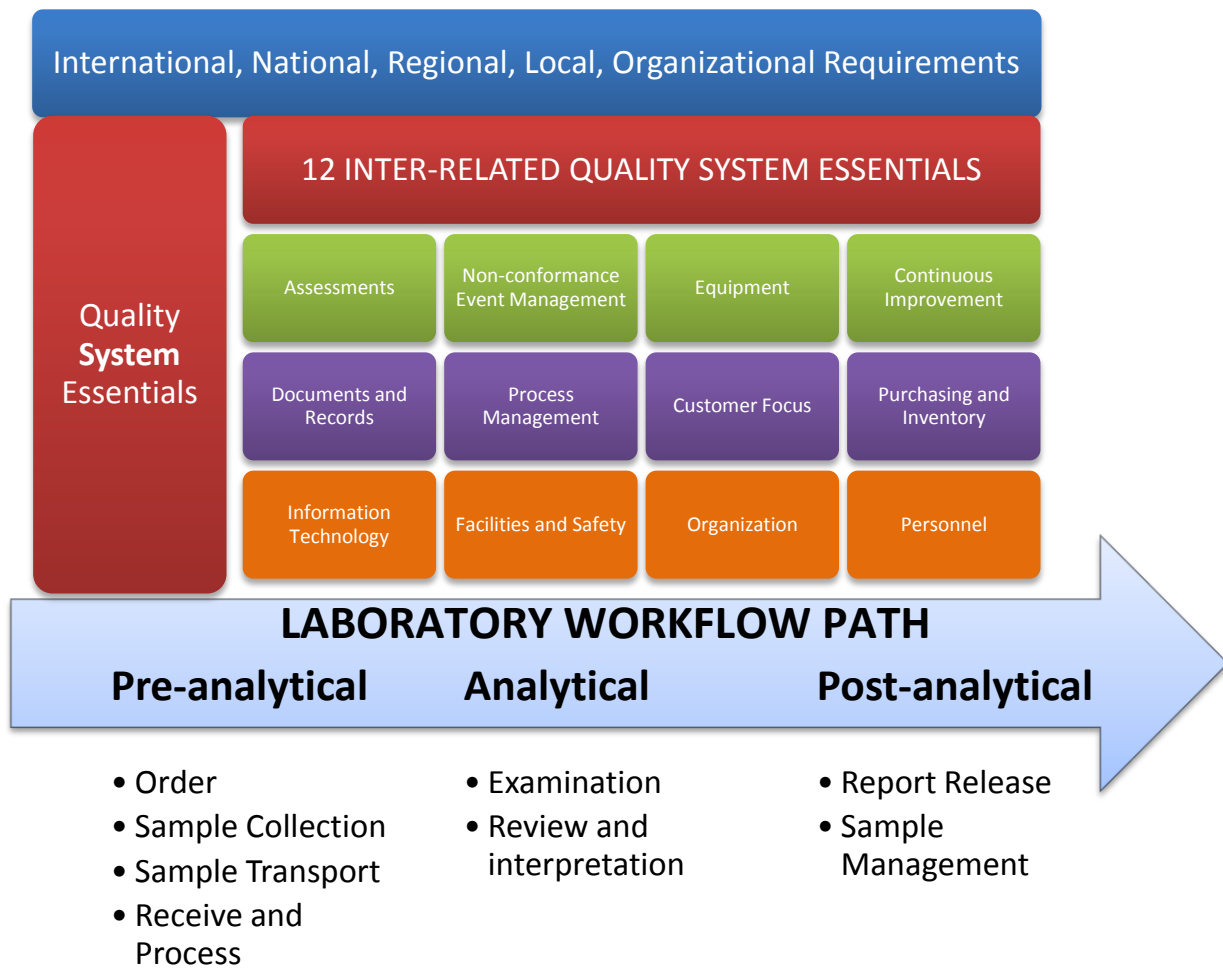 International, National, Regional, Local, Organizational Requirements
Quality
System
Essentials
12 INTER-RELATED QUALITY SYSTEM ESSENTIALS
Assessments
Non-conformance
Event Management
Equipment
Continuous
Improvement
Documents and
Records
Process
Management
Customer Focus
Purchasing and
Inventory
Information
Technology
Facilities and Safety
Organization
Personnel
LABORATORY WORKFLOW PATH
Pre-analytical
• Order
• Sample Collection
• Sample Transport
• Receive and
Process
Analytical
• Examination
• Review and
interpretation
Post-analytical
• Report Release
• Sample
Management